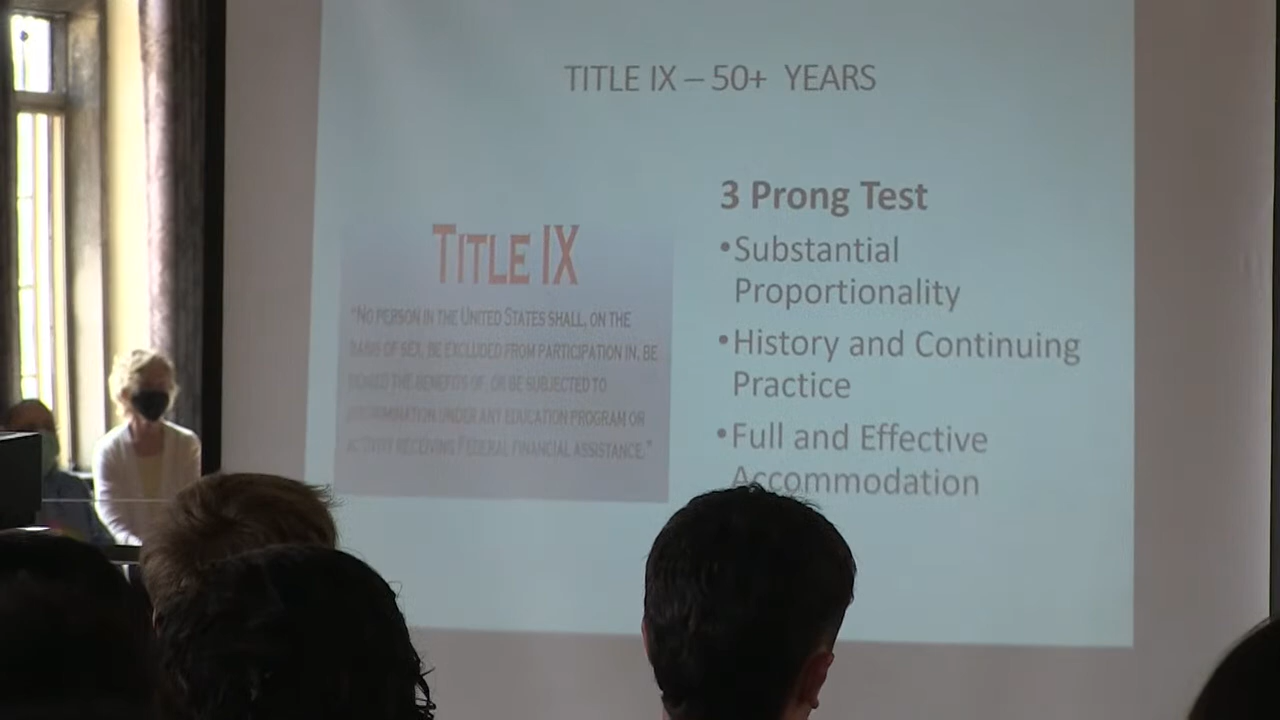 TITLE IX – 50+ YEARS
TITLE IX
"NO PERSON IN THE UNITED STATES SHALL, ON THE
BASIS OF SEX, BE EXCLUDED FROM PARTICIPATION IN, BE
DENIED THE BENEFITS OF, OR BE SUBJECTED TO
DISCRIMINATION UNDER ANY EDUCATION PROGRAM OR
ACTIVITY RECEIVING FEDERAL FINANCIAL ASSISTANCE."
3 Prong Test
•Substantial
Proportionality
•History and Continuing
Practice
•Full and Effective
Accommodation